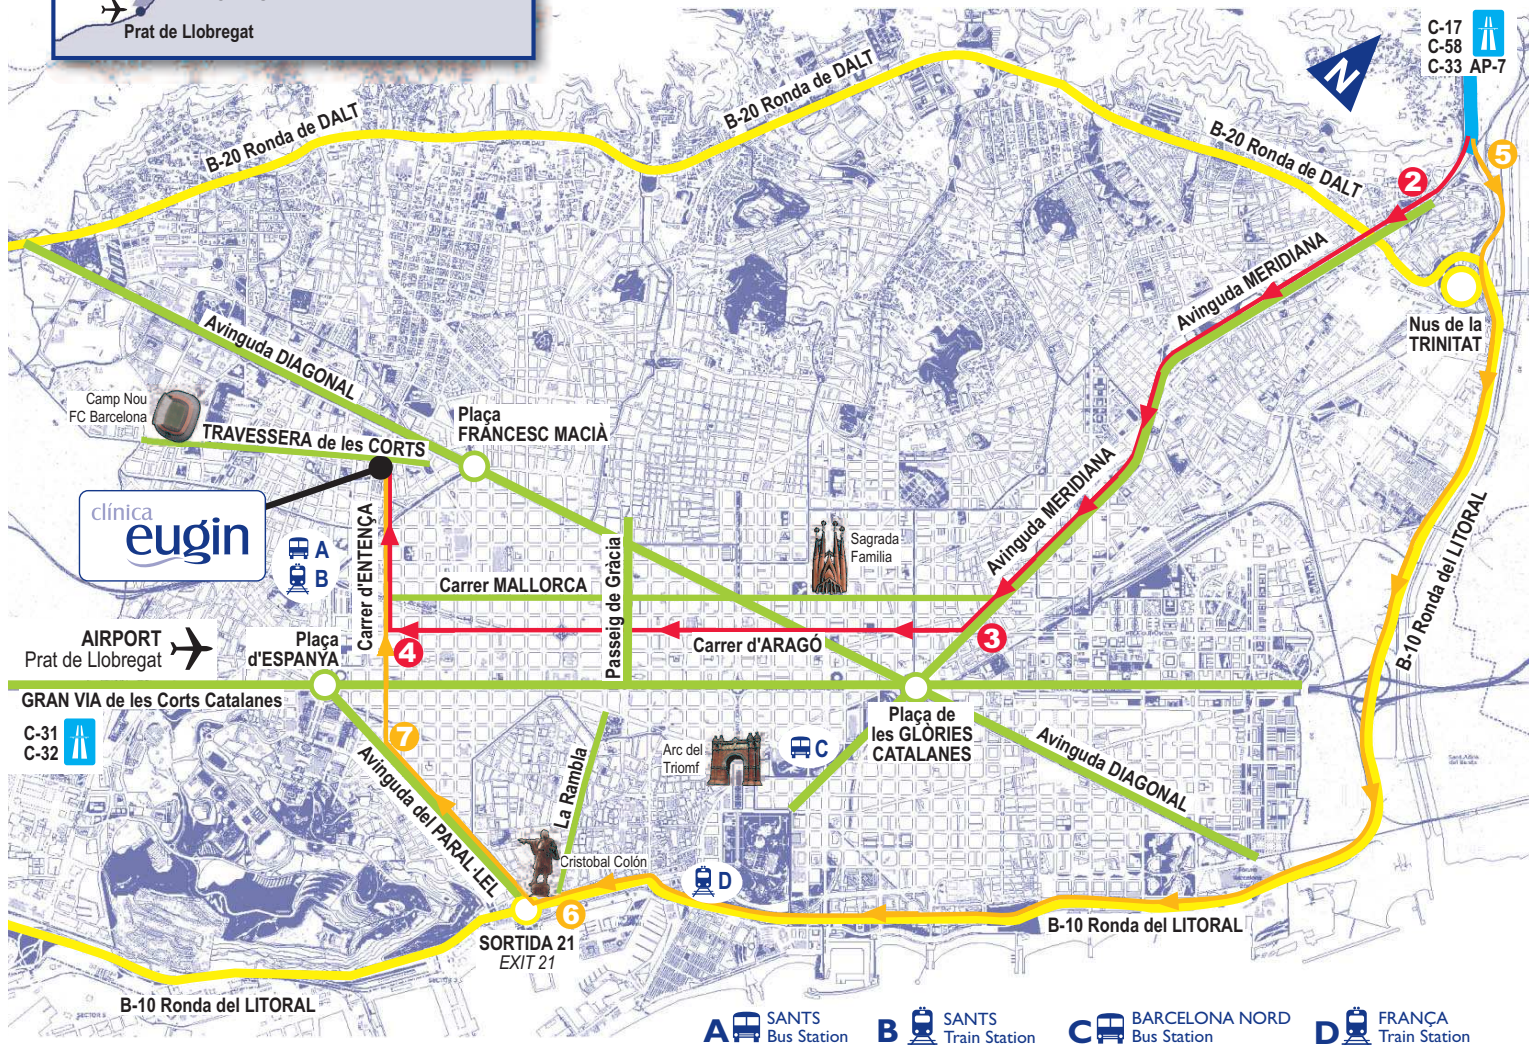 Prat de Llobregat
C-17
C-58
C-33 AP-7
N
B-20 Ronda de DALT
B-20 Ronda de DALT
B-20 Ronda de DALT
5
2
Avinguda MERIDIANA
Nus de la
TRINITAT
Avinguda DIAGONAL
Camp Nou
FC Barcelona
TRAVESSERA de les CORTS
Plaça
FRANCESC MACIÀ
clínica
eugin
A
B
Carrer d'ENTENÇA
Passeig de Gràcia
Sagrada
Familia
Avinguda MERIDIANA
B-10 Ronda del LITORAL
Carrer MALLORCA
AIRPORT
Prat de Llobregat
Plaça
d'ESPANYA
4
Carrer d'ARAGÓ
3
GRAN VIA de les Corts Catalanes
C-31
C-32
7
Avinguda del PARAL·LEL
La Rambla
Arc del
Triomf
C
Plaça de
les GLÒRIES
CATALANES
Avinguda DIAGONAL
Cristobal Colón
D
6
SORTIDA 21
EXIT 21
B-10 Ronda del LITORAL
B-10 Ronda del LITORAL
A SANTS
Bus Station
B SANTS
Train Station
C BARCELONA NORD
Bus Station
D FRANÇA
Train Station